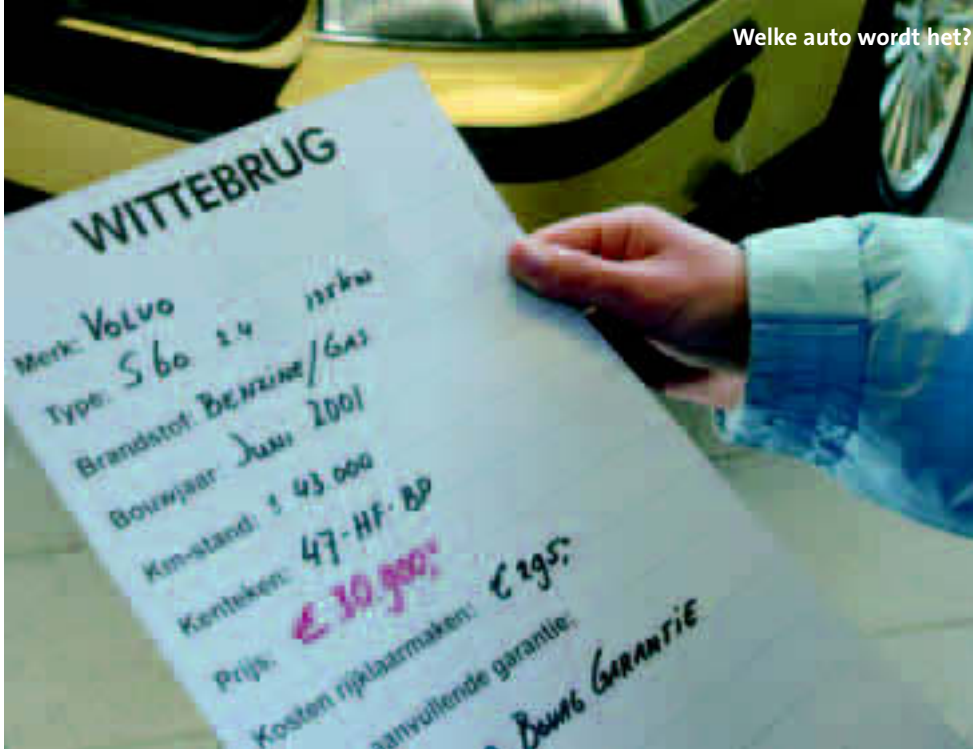 Welke auto wordt het?
WITTEBRUG
Merk: VOLVO
Type: S60 2.4
Brandstof: BENZINE/GAS
Bouwjaar Juni 2001
Km-stand: 43.000
Kenteken: 47-HF-BP
Prijs: € 30.900,-
Kosten rijklaarmaken: € 295,-
aanvullende garantie:
BOVAG GARANTIE